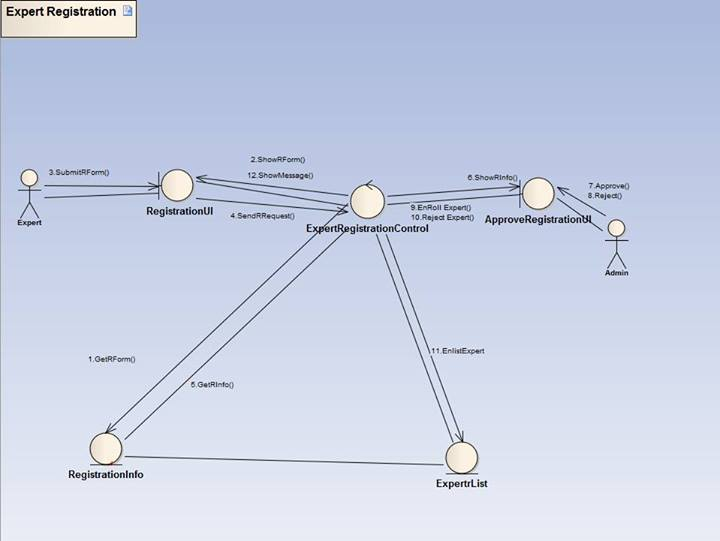 Expert Registration
2.ShowRForm()
3.SubmitRForm()
12.ShowMessage()
6.ShowRInfo()
7.Approve()
8.Reject()
RegistrationUI
4.SendRRequest()
9.EnRoll Expert()
10.Reject Expert()
ApproveRegistrationUI
Expert
ExpertRegistrationControl
Admin
11.EnlistExpert
1.GetRForm()
5.GetRInfo()
RegistrationInfo
ExpertrList